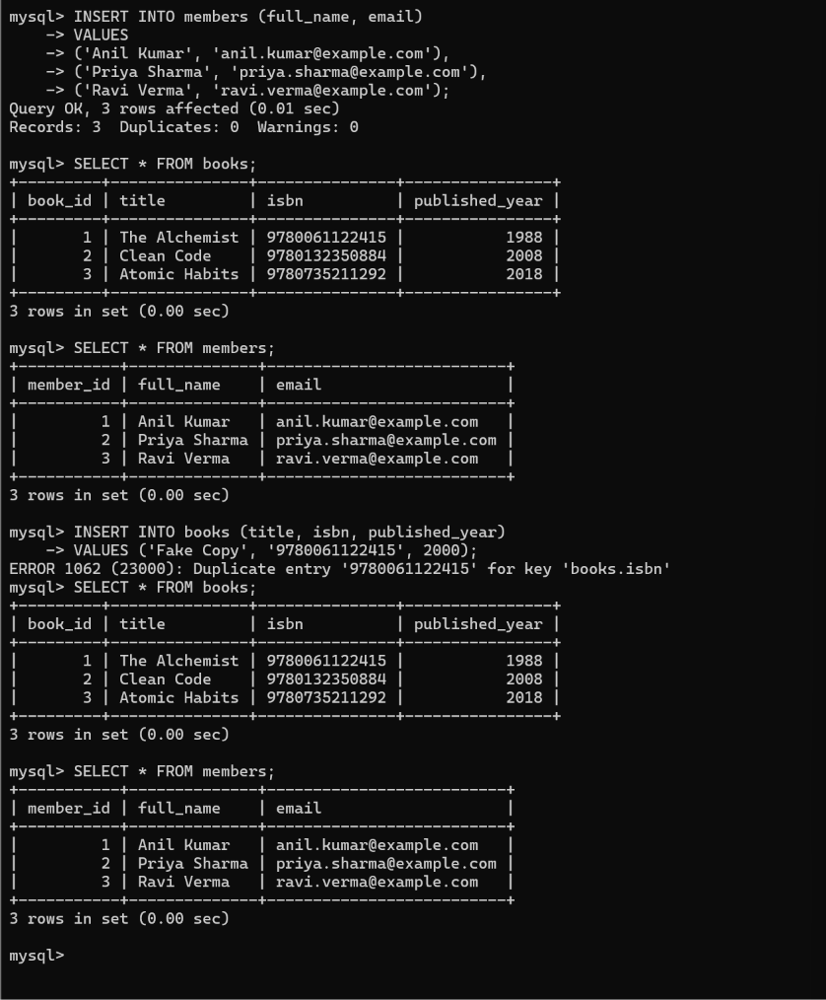 mysql> INSERT INTO members (full_name, email)
    -> VALUES
    -> ('Anil Kumar', 'anil.kumar@example.com'),
    -> ('Priya Sharma', 'priya.sharma@example.com'),
    -> ('Ravi Verma', 'ravi.verma@example.com');
Query OK, 3 rows affected (0.01 sec)
Records: 3  Duplicates: 0  Warnings: 0

mysql> SELECT * FROM books;
+---------+---------------+---------------+----------------+
| book_id | title         | isbn          | published_year |
+---------+---------------+---------------+----------------+
|       1 | The Alchemist | 9780061122415 |           1988 |
|       2 | Clean Code    | 9780132350884 |           2008 |
|       3 | Atomic Habits | 9780735211292 |           2018 |
+---------+---------------+---------------+----------------+
3 rows in set (0.00 sec)

mysql> SELECT * FROM members;
+-----------+--------------+--------------------------+
| member_id | full_name    | email                    |
+-----------+--------------+--------------------------+
|         1 | Anil Kumar   | anil.kumar@example.com   |
|         2 | Priya Sharma | priya.sharma@example.com |
|         3 | Ravi Verma   | ravi.verma@example.com   |
+-----------+--------------+--------------------------+
3 rows in set (0.00 sec)

mysql> INSERT INTO books (title, isbn, published_year)
    -> VALUES ('Fake Copy', '9780061122415', 2000);
ERROR 1062 (23000): Duplicate entry '9780061122415' for key 'books.isbn'
mysql> SELECT * FROM books;
+---------+---------------+---------------+----------------+
| book_id | title         | isbn          | published_year |
+---------+---------------+---------------+----------------+
|       1 | The Alchemist | 9780061122415 |           1988 |
|       2 | Clean Code    | 9780132350884 |           2008 |
|       3 | Atomic Habits | 9780735211292 |           2018 |
+---------+---------------+---------------+----------------+
3 rows in set (0.00 sec)

mysql> SELECT * FROM members;
+-----------+--------------+--------------------------+
| member_id | full_name    | email                    |
+-----------+--------------+--------------------------+
|         1 | Anil Kumar   | anil.kumar@example.com   |
|         2 | Priya Sharma | priya.sharma@example.com |
|         3 | Ravi Verma   | ravi.verma@example.com   |
+-----------+--------------+--------------------------+
3 rows in set (0.00 sec)

mysql>